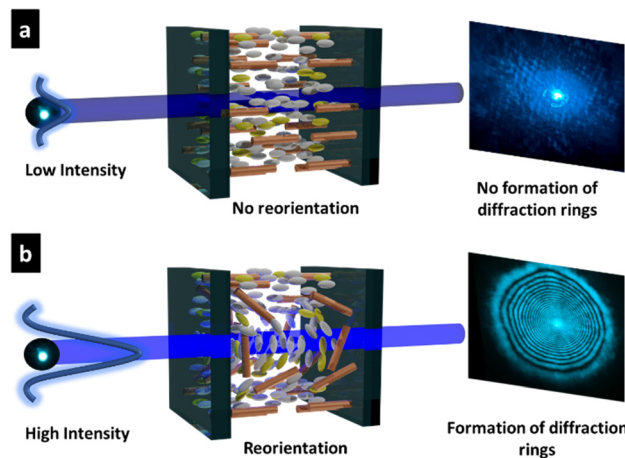 a
Low Intensity
No reorientation
No formation of
diffraction rings
b
High Intensity
Reorientation
Formation of diffraction
rings